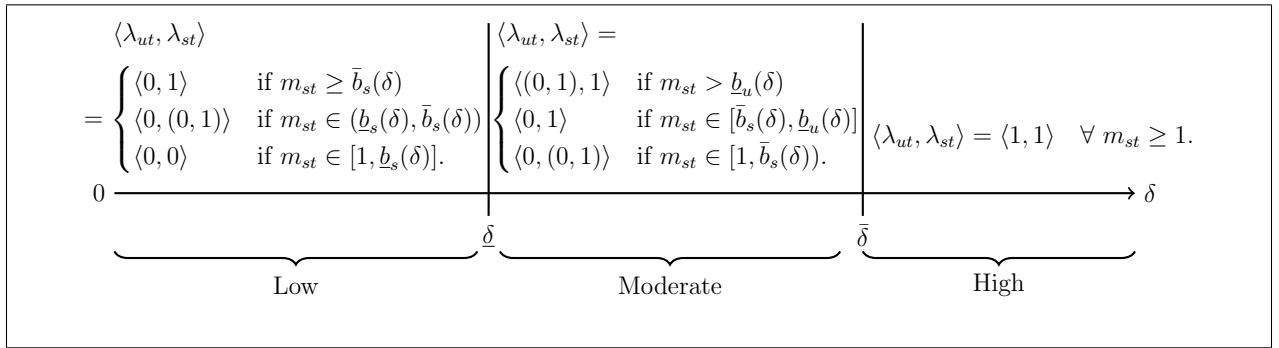 ⟨λ_ut, λ_st⟩
= { ⟨0, 1⟩ if m_st ≥ b̄_s(δ)
⟨0, (0, 1)⟩ if m_st ∈ (b̲_s(δ), b̄_s(δ))
⟨0, 0⟩ if m_st ∈ [1, b̲_s(δ)].
⟨λ_ut, λ_st⟩ =
{ ⟨(0, 1), 1⟩ if m_st > b̲_u(δ)
⟨0, 1⟩ if m_st ∈ [b̄_s(δ), b̲_u(δ)]
⟨0, (0, 1)⟩ if m_st ∈ [1, b̄_s(δ)).
⟨λ_ut, λ_st⟩ = ⟨1, 1⟩ ∀ m_st ≥ 1.
0
δ
δ̲
δ̄
Low
Moderate
High